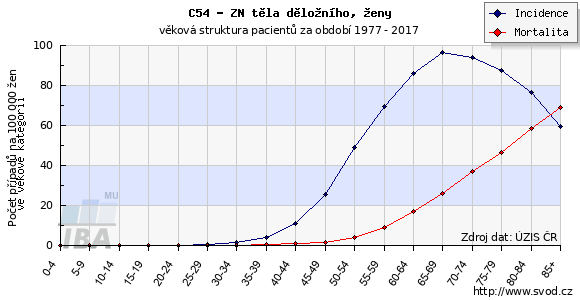 C54 - ZN těla děložního, ženy
věková struktura pacientů za období 1977 - 2017
Incidence
Mortalita
Počet případů na 100 000 žen
ve věkové kategorii
100
80
60
40
20
0
MU
IBA
Zdroj dat: ÚZIS ČR
0-4
5-9
10-14
15-19
20-24
25-29
30-34
35-39
40-44
45-49
50-54
55-59
60-64
65-69
70-74
75-79
80-84
85+
http://www.svod.cz